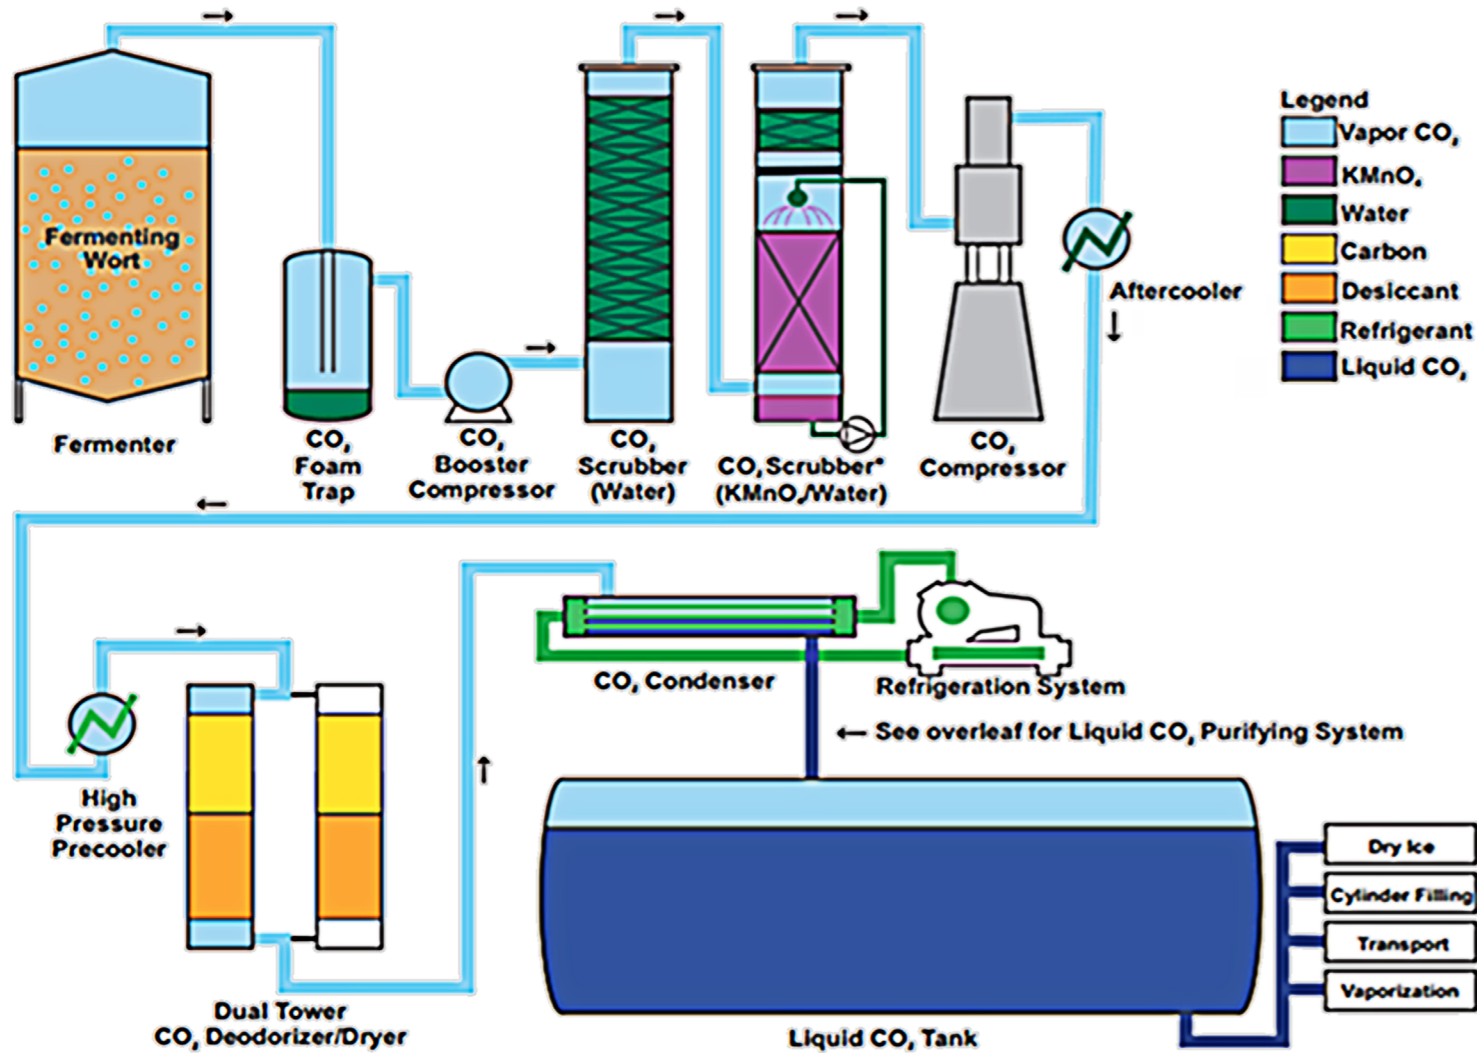 Fermenting
Wort
Fermenter
CO₂
Foam
Trap
CO₂
Booster
Compressor
CO₂
Scrubber
(Water)
CO₂ Scrubber*
(KMnO₄/Water)
CO₂
Compressor
Aftercooler
Legend
Vapor CO₂
KMnO₄
Water
Carbon
Desiccant
Refrigerant
Liquid CO₂
High
Pressure
Precooler
Dual Tower
CO₂ Deodorizer/Dryer
CO₂ Condenser
Refrigeration System
See overleaf for Liquid CO₂ Purifying System
Liquid CO₂ Tank
Dry Ice
Cylinder Filling
Transport
Vaporization